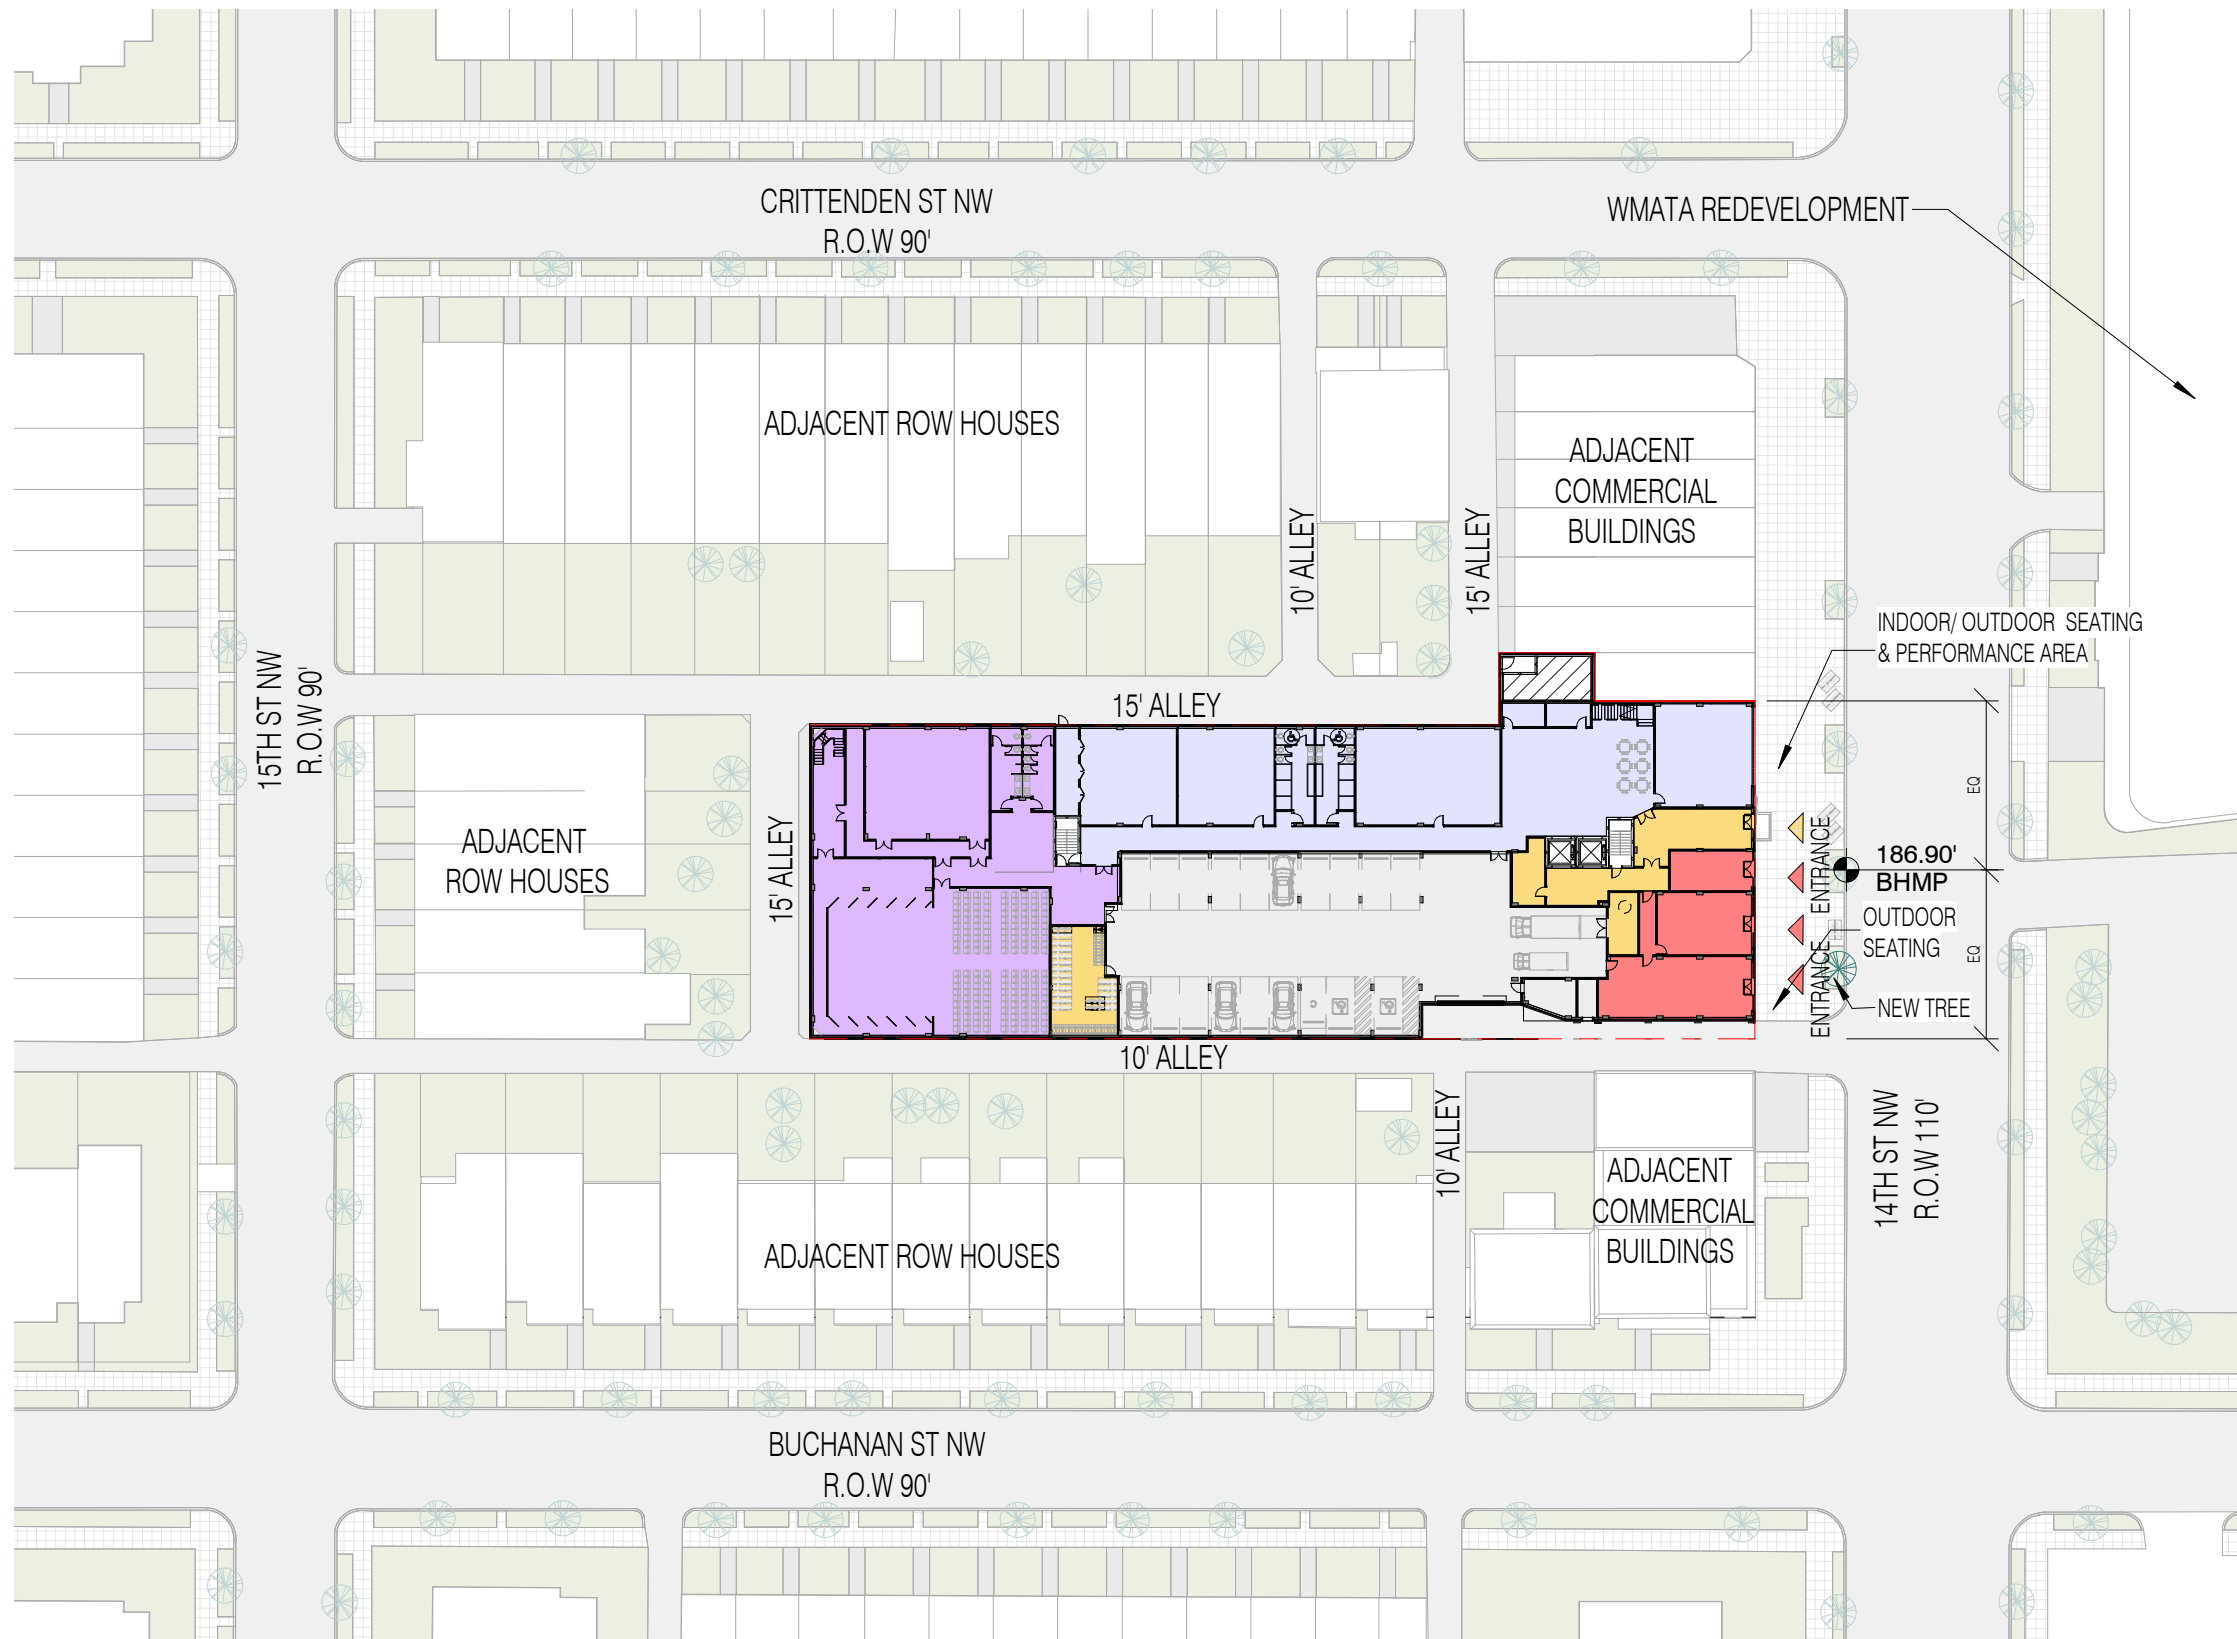 CRITTENDEN ST NW
R.O.W 90'
WMATA REDEVELOPMENT
ADJACENT ROW HOUSES
ADJACENT
COMMERCIAL
BUILDINGS
10' ALLEY
15' ALLEY
INDOOR/ OUTDOOR SEATING
& PERFORMANCE AREA
15TH ST NW
R.O.W 90'
15' ALLEY
EQ
ADJACENT
ROW HOUSES
15' ALLEY
ENTRANCE
186.90'
BHMP
OUTDOOR
SEATING
EQ
ENTRANCE
NEW TREE
10' ALLEY
10' ALLEY
14TH ST NW
R.O.W 110'
ADJACENT
COMMERCIAL
BUILDINGS
ADJACENT ROW HOUSES
BUCHANAN ST NW
R.O.W 90'